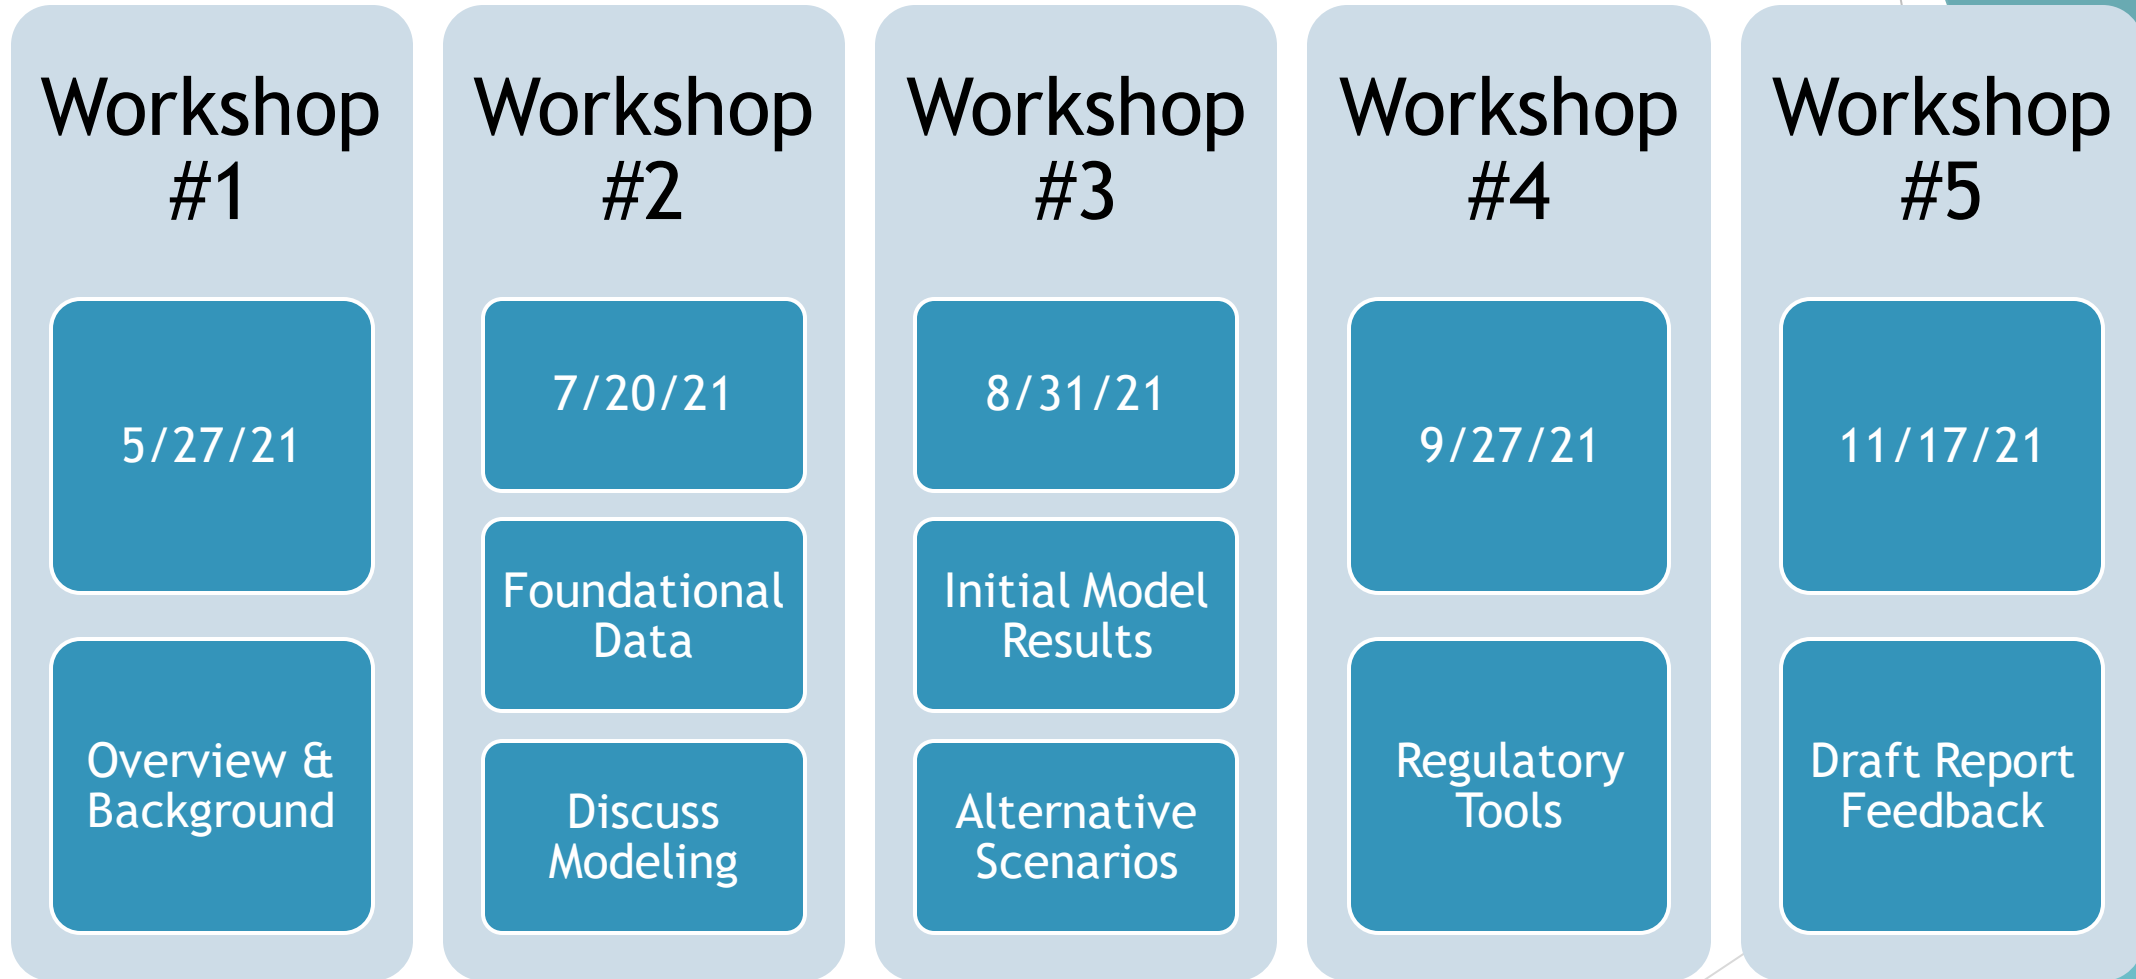 Workshop
#1
5/27/21
Overview &
Background
Workshop
#2
7/20/21
Foundational
Data
Discuss
Modeling
Workshop
#3
8/31/21
Initial Model
Results
Alternative
Scenarios
Workshop
#4
9/27/21
Regulatory
Tools
Workshop
#5
11/17/21
Draft Report
Feedback